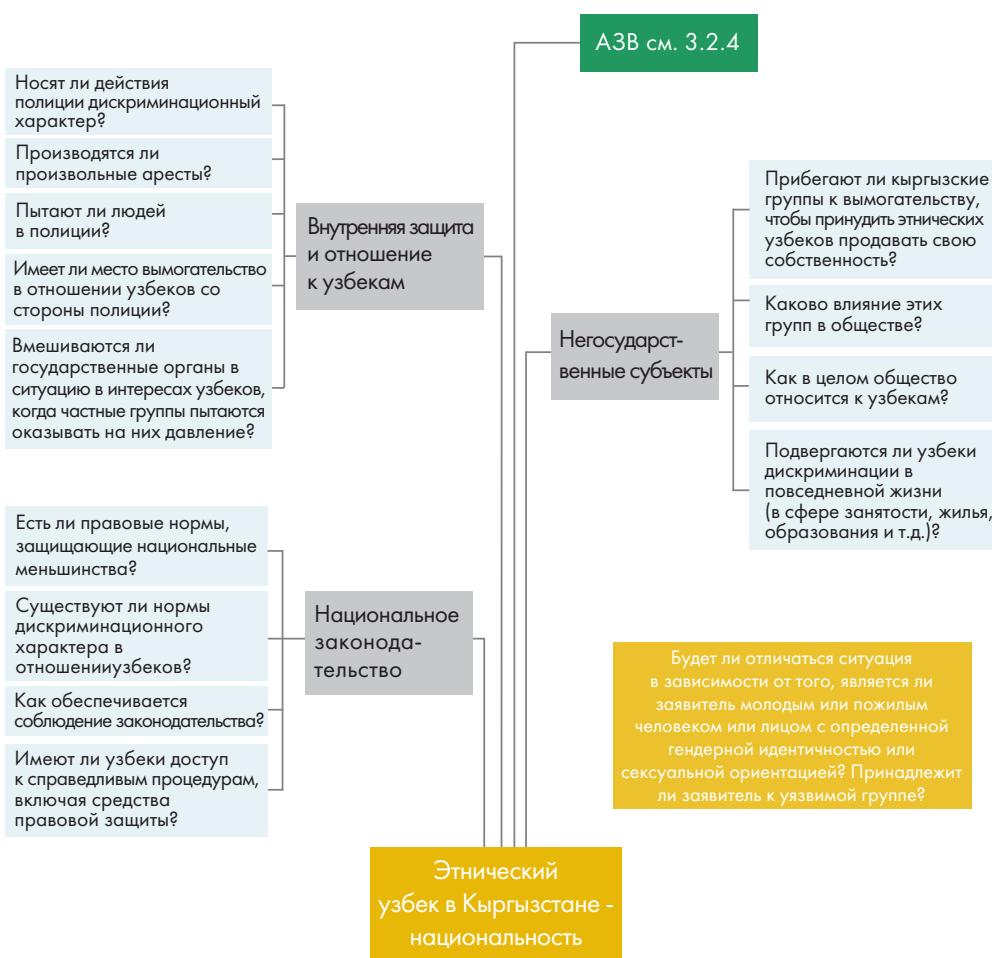 АЗВ см. 3.2.4
Носят ли действия
полиции дискриминационный
характер?
Производятся ли
произвольные аресты?
Пытают ли людей
в полиции?
Имеет ли место вымогательство
в отношении узбеков со
стороны полиции?
Вмешиваются ли
государственные органы в
ситуацию в интересах узбеков,
когда частные группы пытаются
оказывать на них давление?
Внутренняя защита
и отношение
к узбекам
Прибегают ли кыргызские
группы к вымогательству,
чтобы принудить этнических
узбеков продавать свою
собственность?
Каково влияние этих
групп в обществе?
Как в целом общество
относится к узбекам?
Подвергаются ли узбеки
дискриминации в
повседневной жизни
(в сфере занятости, жилья,
образования и т.д.)?
Негосударст-
венные субъекты
Есть ли правовые нормы,
защищающие национальные
меньшинства?
Существуют ли нормы
дискриминационного
характера в
отношенииузбеков?
Как обеспечивается
соблюдение законодательства?
Имеют ли узбеки доступ
к справедливым процедурам,
включая средства
правовой защиты?
Национальное
законода-
тельство
Будет ли отличаться ситуация
в зависимости от того, является ли
заявитель молодым или пожилым
человеком или лицом с определенной
гендерной идентичностью или
сексуальной ориентацией? Принадлежит
ли заявитель к уязвимой группе?
Этнический
узбек в Кыргызстане -
национальность